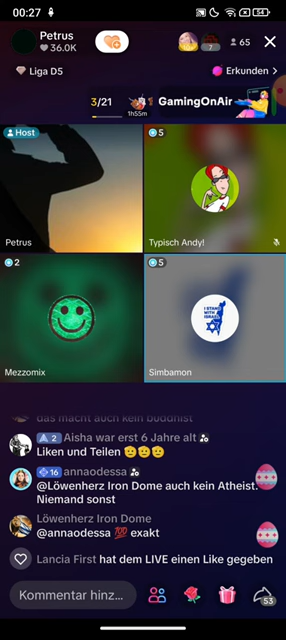 00:27
54
Petrus
36.0K
7
65
Liga D5
Erkunden >
3/21
1h55m
GamingOnAir
Host
5
Petrus
Typisch Andy!
2
5
I STAND
WITH
ISRAEL
Mezzomix
Simbamon
das macht auch kein buddhist
2 Aisha war erst 6 Jahre alt
Liken und Teilen 🫡🫡🫡
16 annaodessa
@Löwenherz Iron Dome auch kein Atheist.
Niemand sonst
Löwenherz Iron Dome
@annaodessa 💯 exakt
Lancia First hat dem LIVE einen Like gegeben
Kommentar hinz...
53